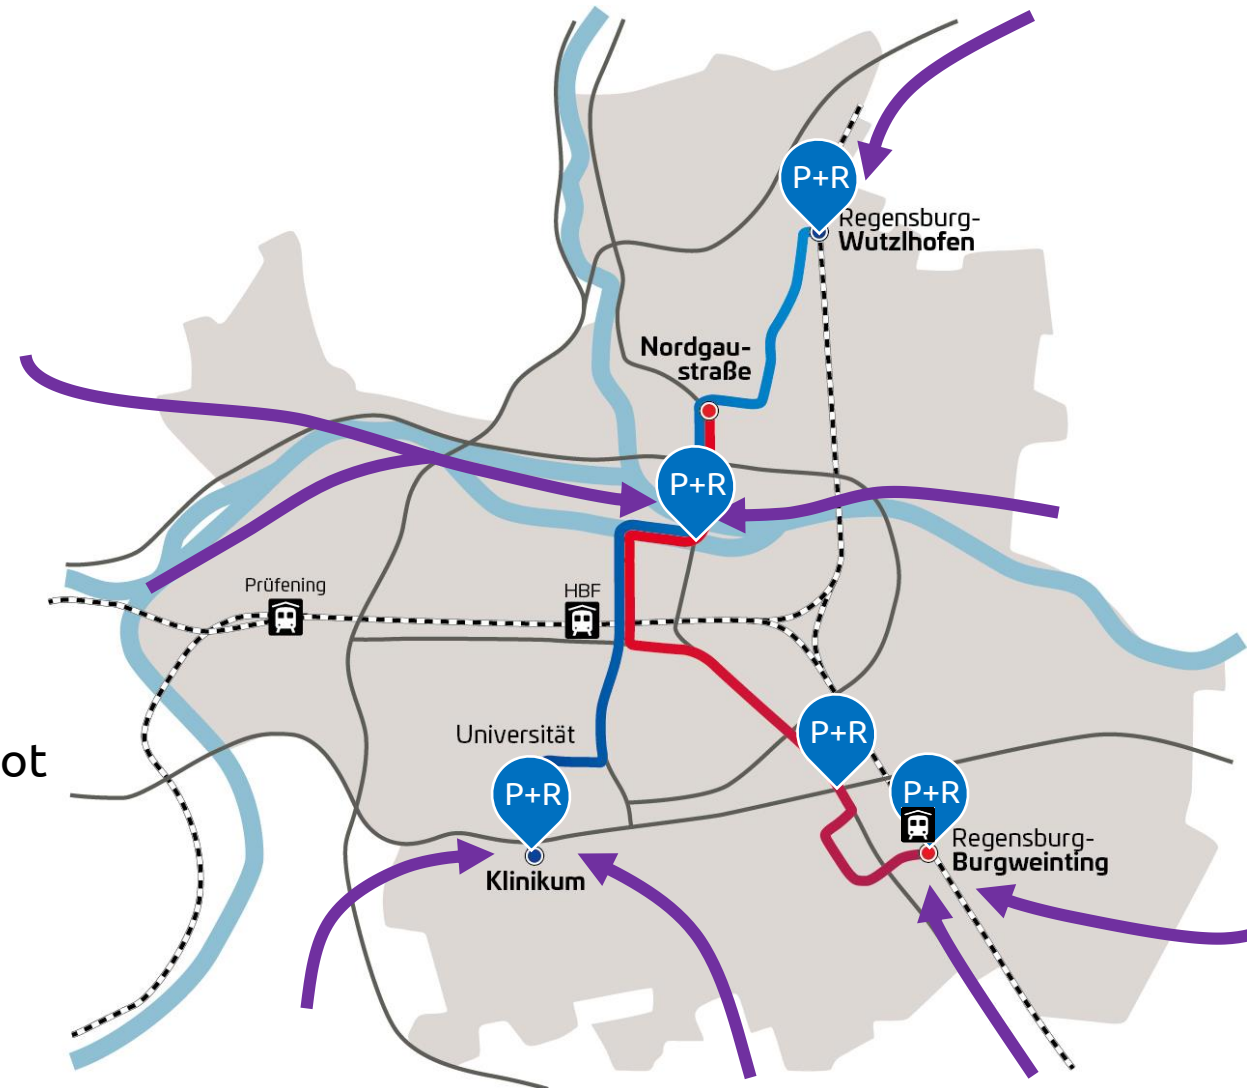 P+R
Regensburg-
Wutzlhofen
Nordgau-
straße
P+R
Prüfening
HBF
Universität
ot
P+R
P+R
P+R
Regensburg-
Burgweinting
Klinikum